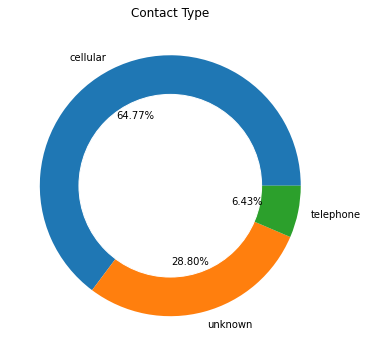 Contact Type
cellular
64.77%
6.43%
telephone
28.80%
unknown